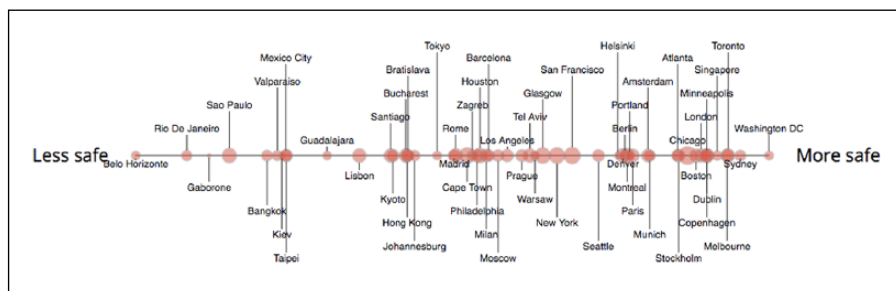 Tokyo
Helsinki
Toronto
Mexico City
Barcelona
Atlanta
Bratislava
San Francisco
Singapore
Valparaiso
Houston
Amsterdam
Bucharest
Glasgow
Minneapolis
Sao Paulo
Zagreb
Portland
Santiago
Tel Aviv
London
Rio De Janeiro
Rome
Berlin
Washington DC
Guadalajara
Los Angeles
Chicago
Less safe
More safe
Belo Horizonte
Madrid
Denver
Sydney
Lisbon
Prague
Boston
Gaborone
Cape Town
Montreal
Kyoto
Warsaw
Dublin
Bangkok
Philadelphia
Paris
Hong Kong
New York
Copenhagen
Kiev
Milan
Munich
Johannesburg
Seattle
Melbourne
Taipei
Moscow
Stockholm